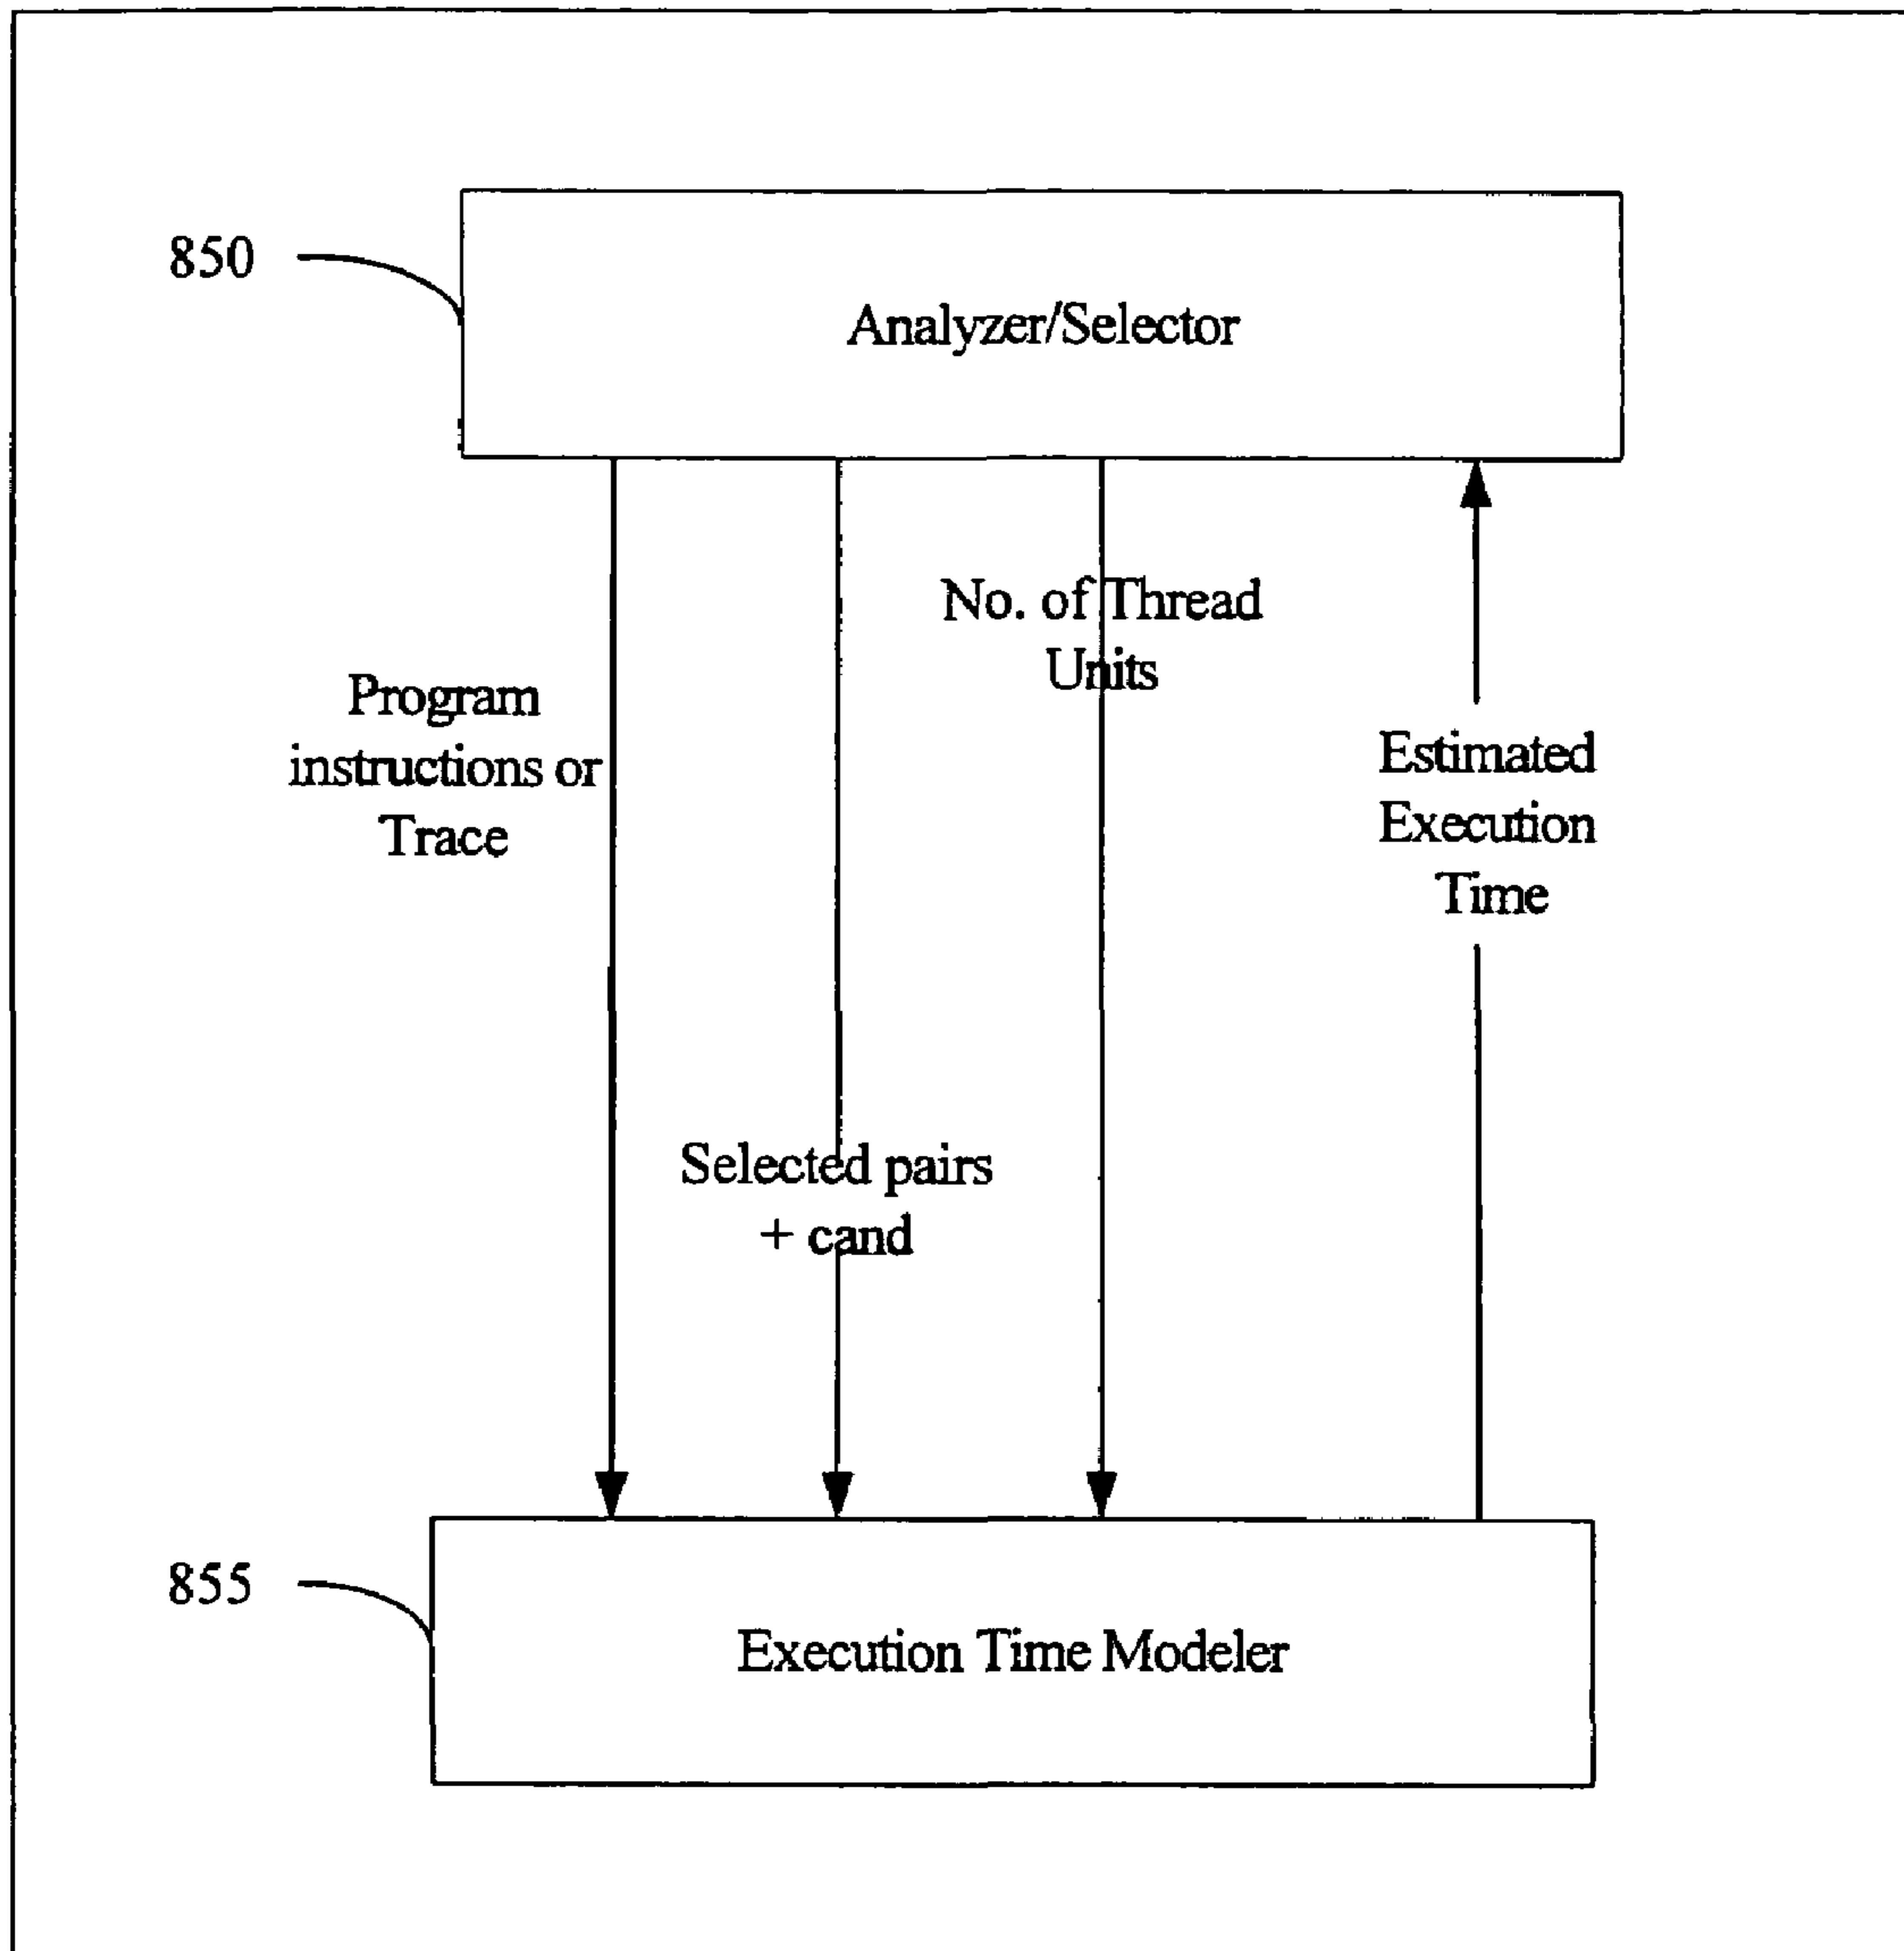 850
Analyzer/Selector
No. of Thread
Units
Program
instructions or
Trace
Estimated
Execution
Time
Selected pairs
+ cand
855
Execution Time Modeler